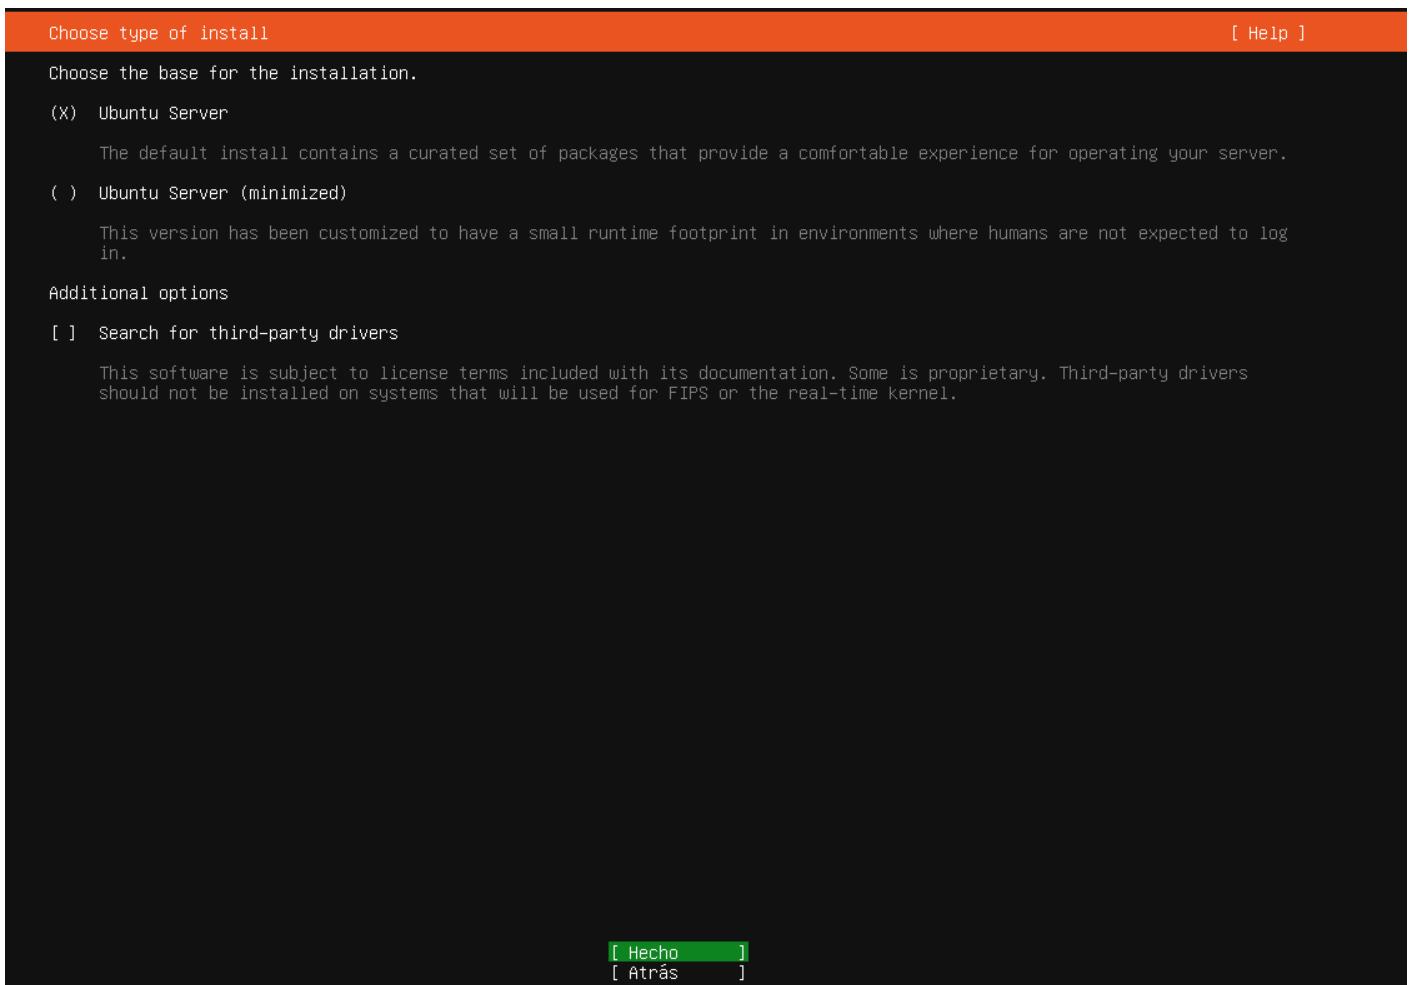 Choose type of install [ Help ]
Choose the base for the installation.
(X) Ubuntu Server
The default install contains a curated set of packages that provide a comfortable experience for operating your server.
( ) Ubuntu Server (minimized)
This version has been customized to have a small runtime footprint in environments where humans are not expected to log
in.
Additional options
[ ] Search for third-party drivers
This software is subject to license terms included with its documentation. Some is proprietary. Third-party drivers
should not be installed on systems that will be used for FIPS or the real-time kernel.
[ Hecho ]
[ Atrás ]